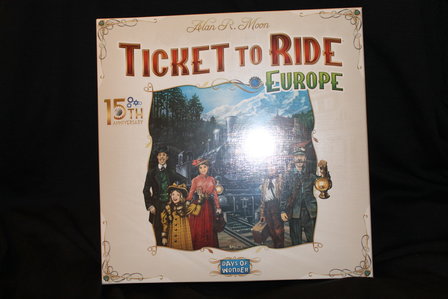 Alan R. Moon
TICKET TO RIDE
EUROPE
15TH
ANNIVERSARY
DAYS OF
WONDER